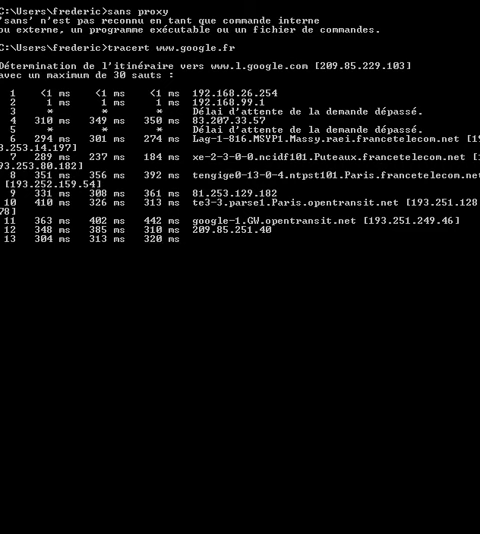 C:\Users\frederic>sans proxy
'sans' n'est pas reconnu en tant que commande interne
ou externe, un programme exécutable ou un fichier de commandes.
C:\Users\frederic>tracert www.google.fr
Détermination de l'itinéraire vers www.l.google.com [209.85.229.103]
avec un maximum de 30 sauts :
1 <1 ms <1 ms <1 ms 192.168.26.254
2 1 ms 1 ms 1 ms 192.168.99.1
3 * * * Délai d'attente de la demande dépassé.
4 310 ms 349 ms 350 ms 83.207.33.57
5 * * * Délai d'attente de la demande dépassé.
6 294 ms 301 ms 274 ms Lag-1-816.MSYP1.Massy.raei.francetelecom.net [19
3.253.14.197]
7 289 ms 237 ms 184 ms xe-2-3-0-0.ncidf101.Puteaux.francetelecom.net [1
93.253.80.182]
8 351 ms 356 ms 392 ms tengige0-13-0-4.ntpst101.Paris.francetelecom.net
[193.252.159.54]
9 331 ms 308 ms 361 ms 81.253.129.182
10 410 ms 326 ms 313 ms te3-3.parse1.Paris.opentransit.net [193.251.128.
78]
11 363 ms 402 ms 442 ms google-1.GW.opentransit.net [193.251.249.46]
12 348 ms 385 ms 310 ms 209.85.251.40
13 304 ms 313 ms 320 ms